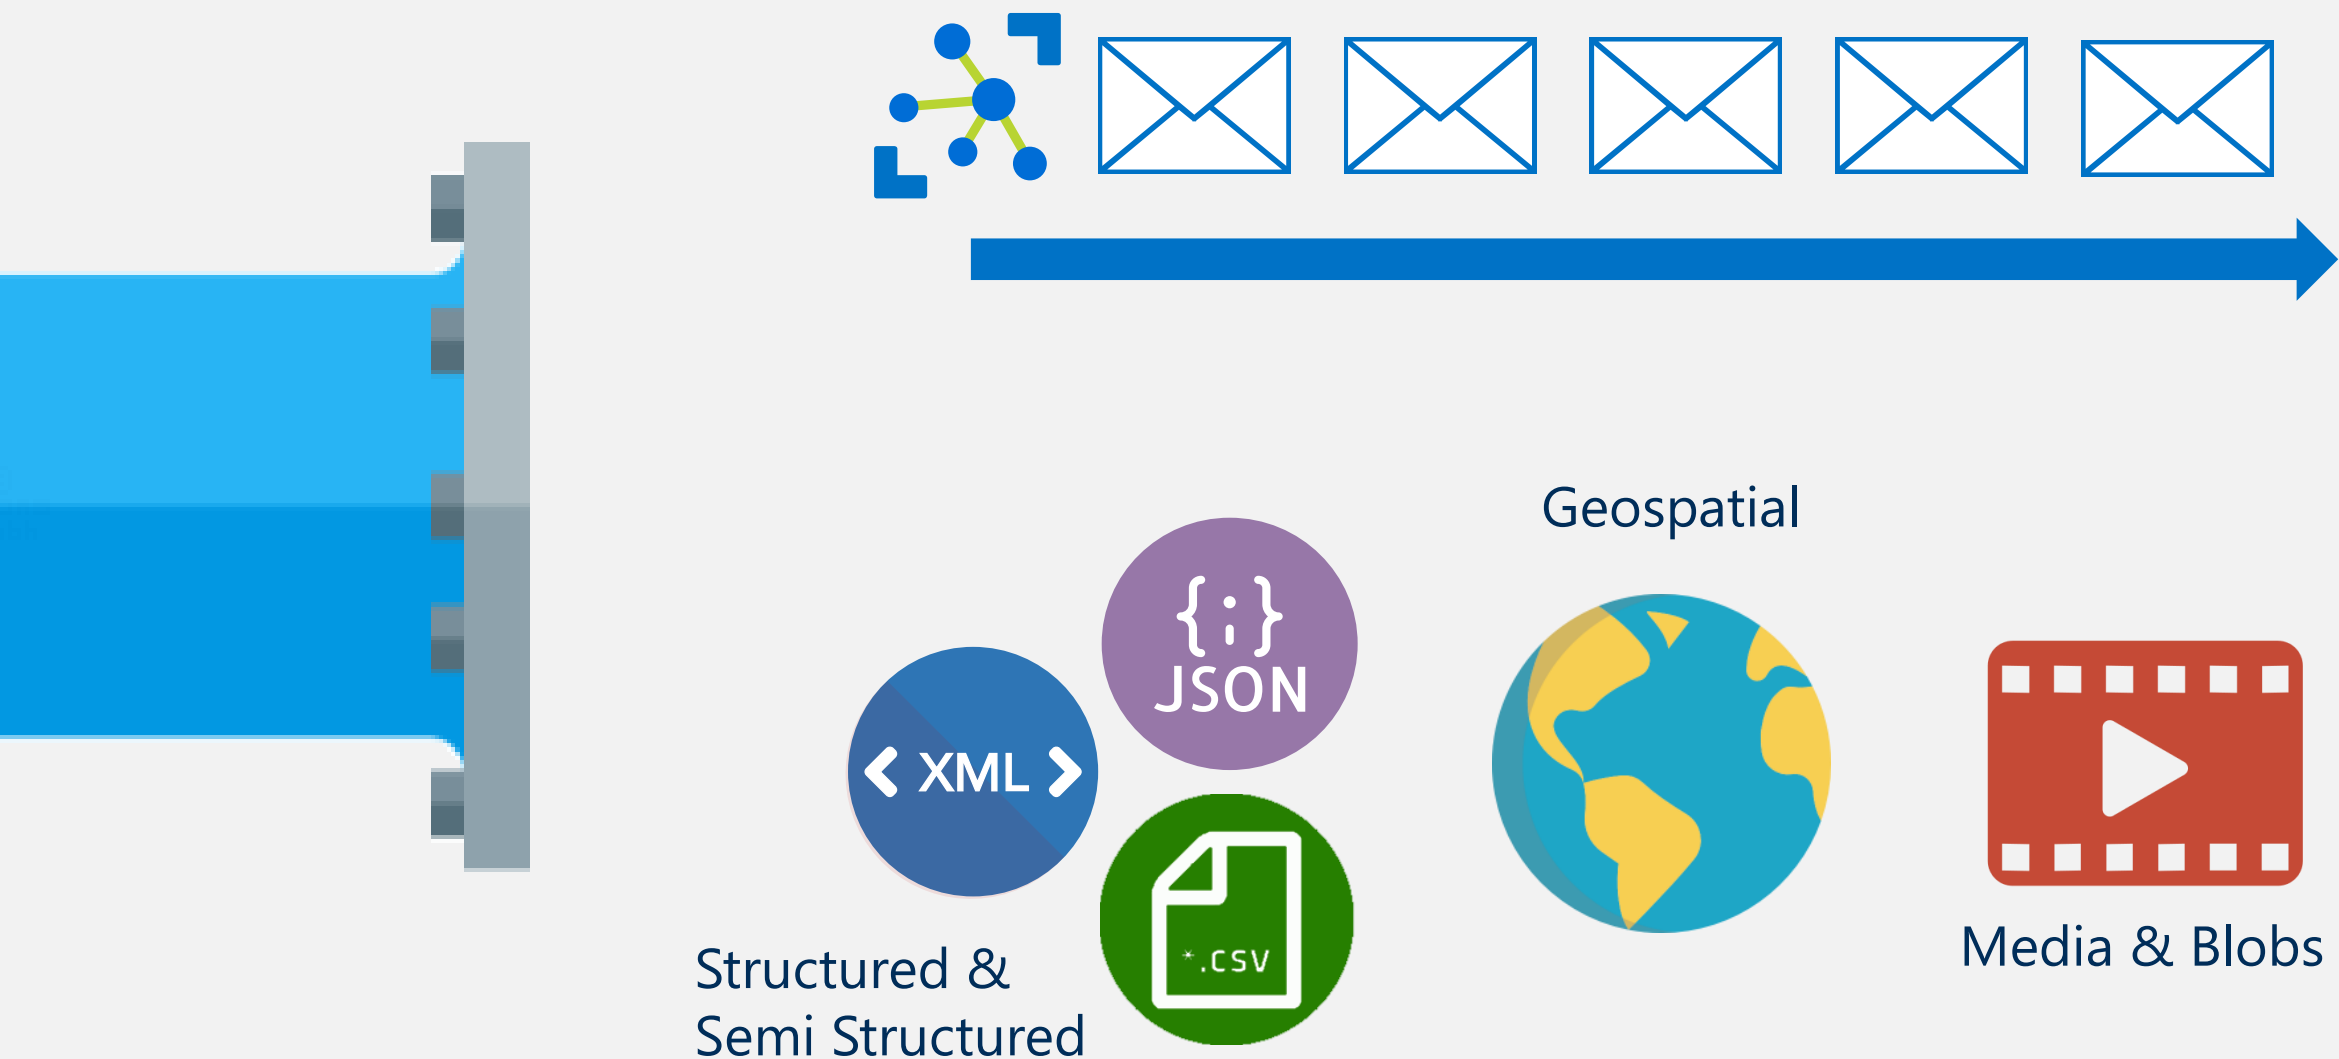 Geospatial
{;}
JSON
< XML >
*.CSV
Media & Blobs
Structured &
Semi Structured